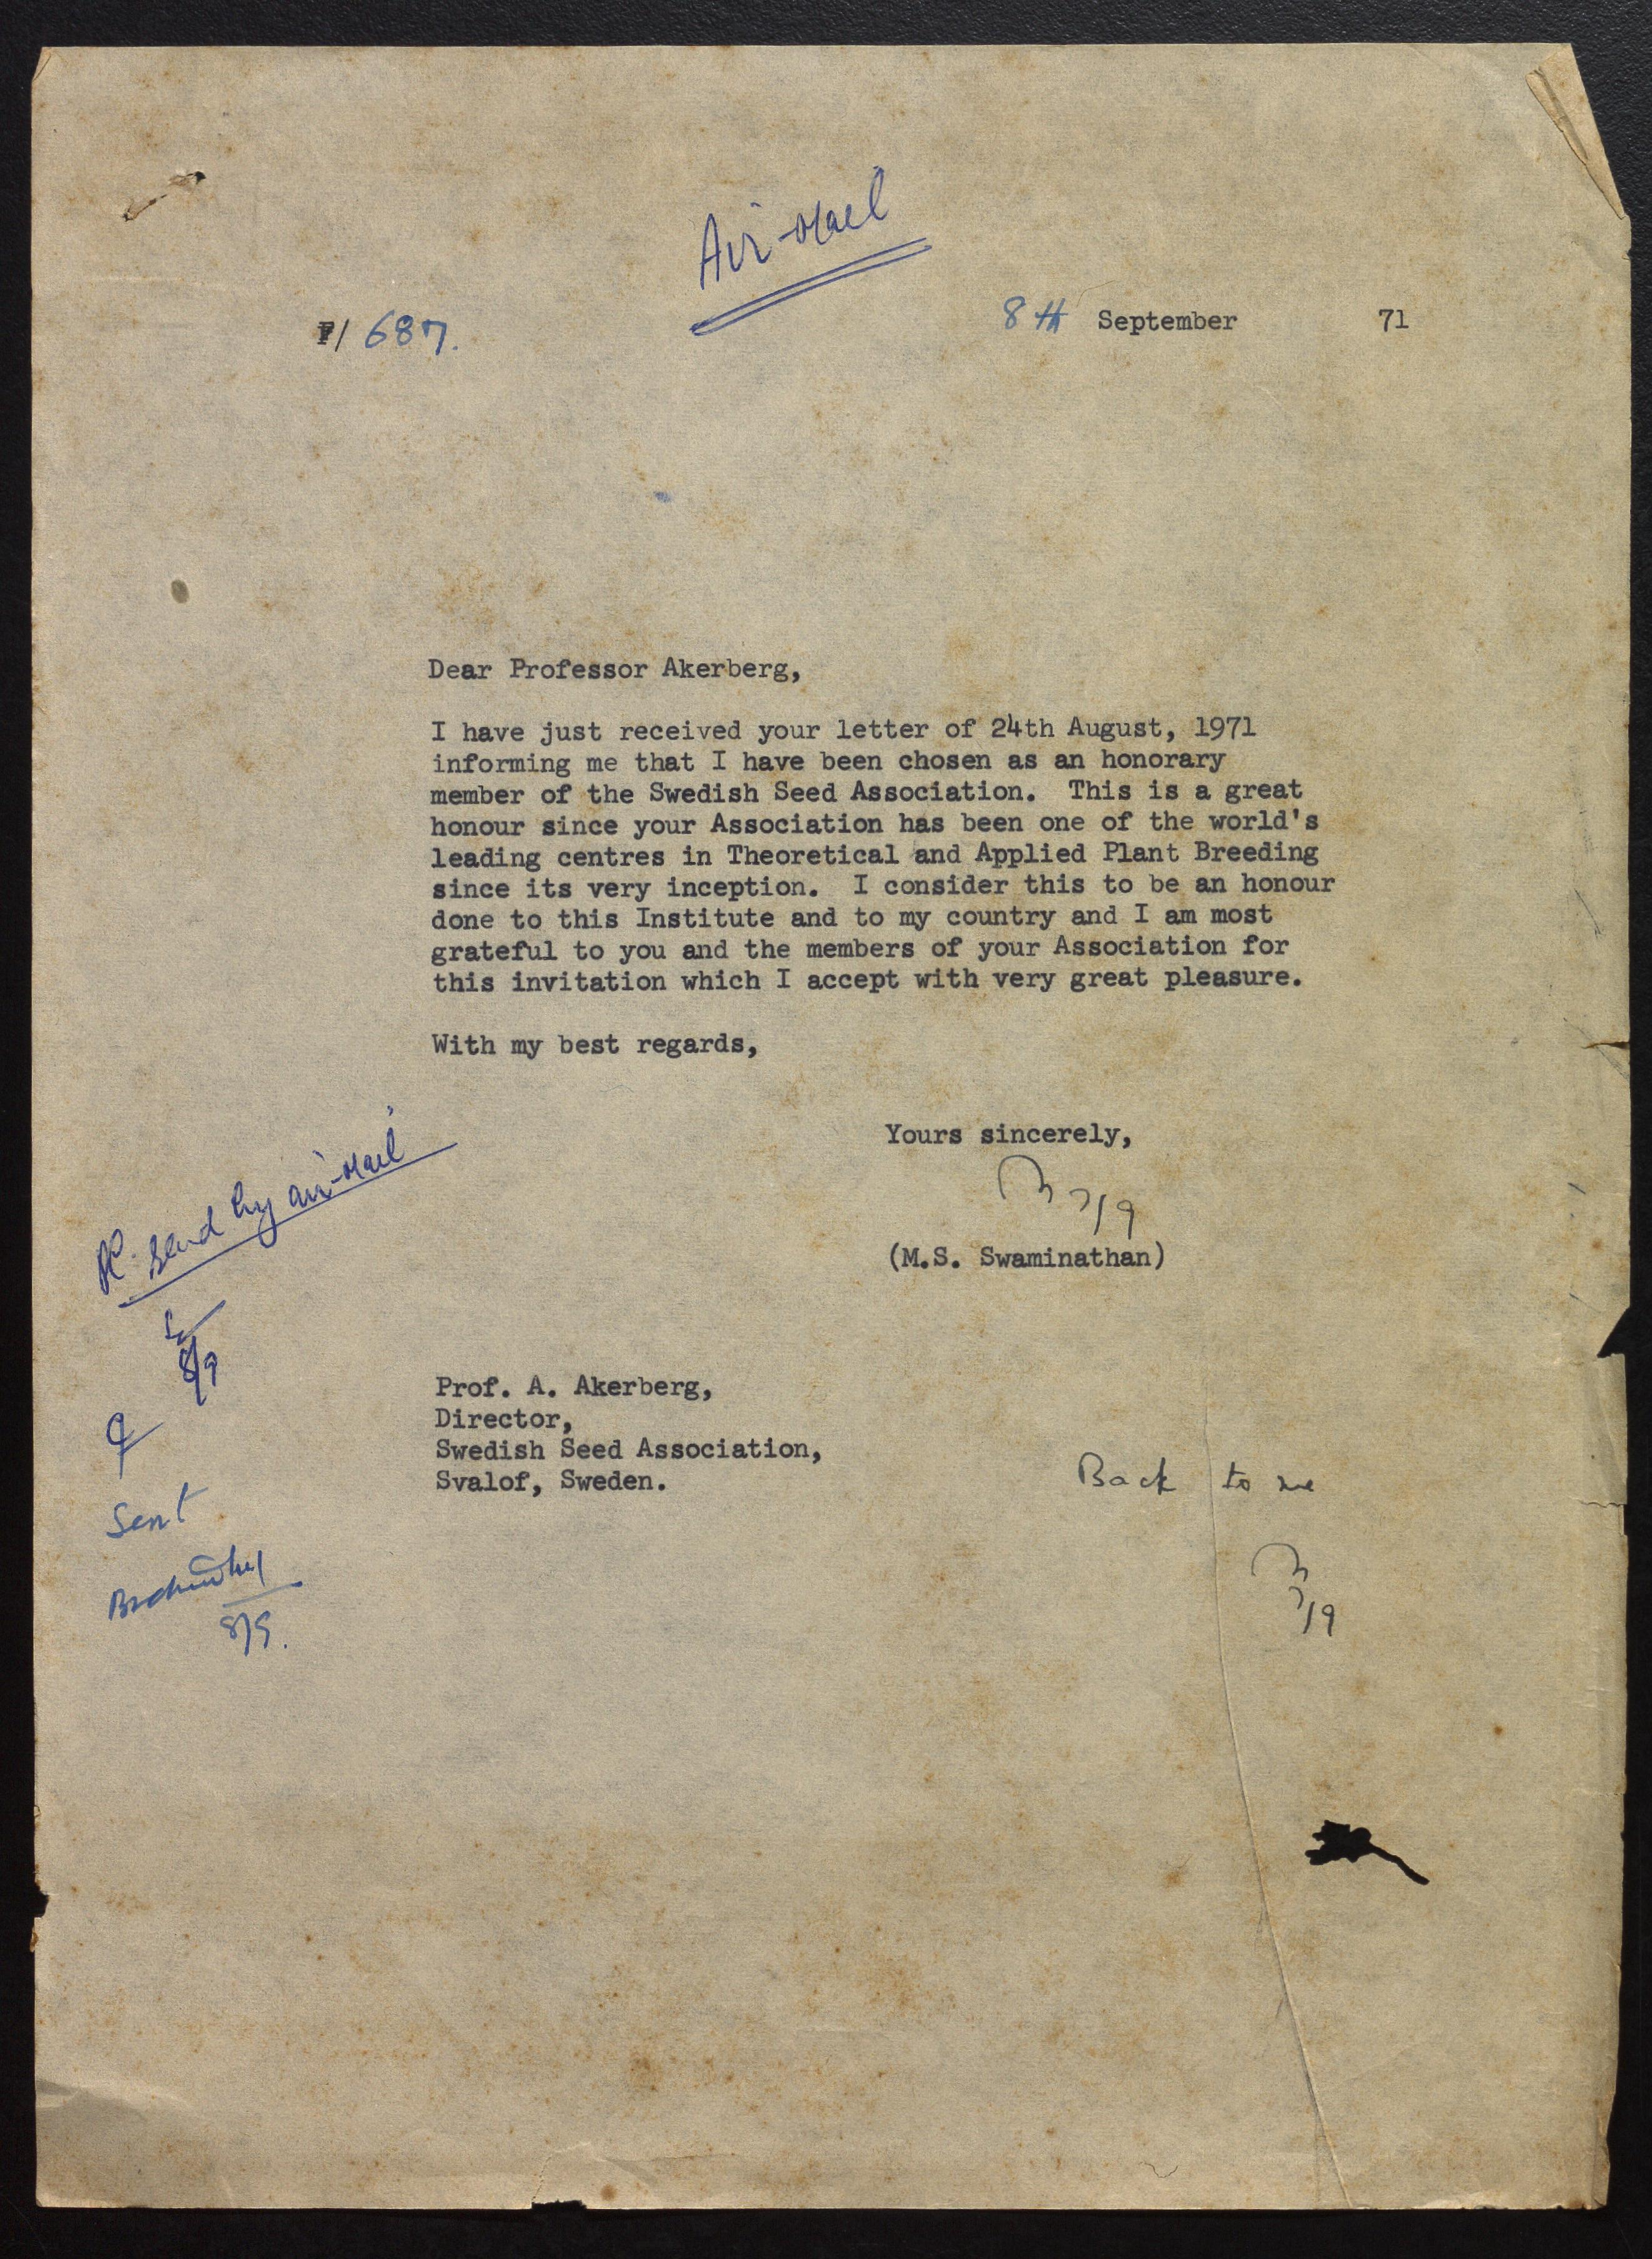 Air-Mail
P/ 687.
8th September 71
Dear Professor Akerberg,
I have just received your letter of 24th August, 1971
informing me that I have been chosen as an honorary
member of the Swedish Seed Association. This is a great
honour since your Association has been one of the world's
leading centres in Theoretical and Applied Plant Breeding
since its very inception. I consider this to be an honour
done to this Institute and to my country and I am most
grateful to you and the members of your Association for
this invitation which I accept with very great pleasure.
With my best regards,
Yours sincerely,
7/9
(M.S. Swaminathan)
Pl. send by air-mail
8/9
Prof. A. Akerberg,
Director,
Swedish Seed Association,
Svalof, Sweden.
Back to me
7/9
Sent
8/9.